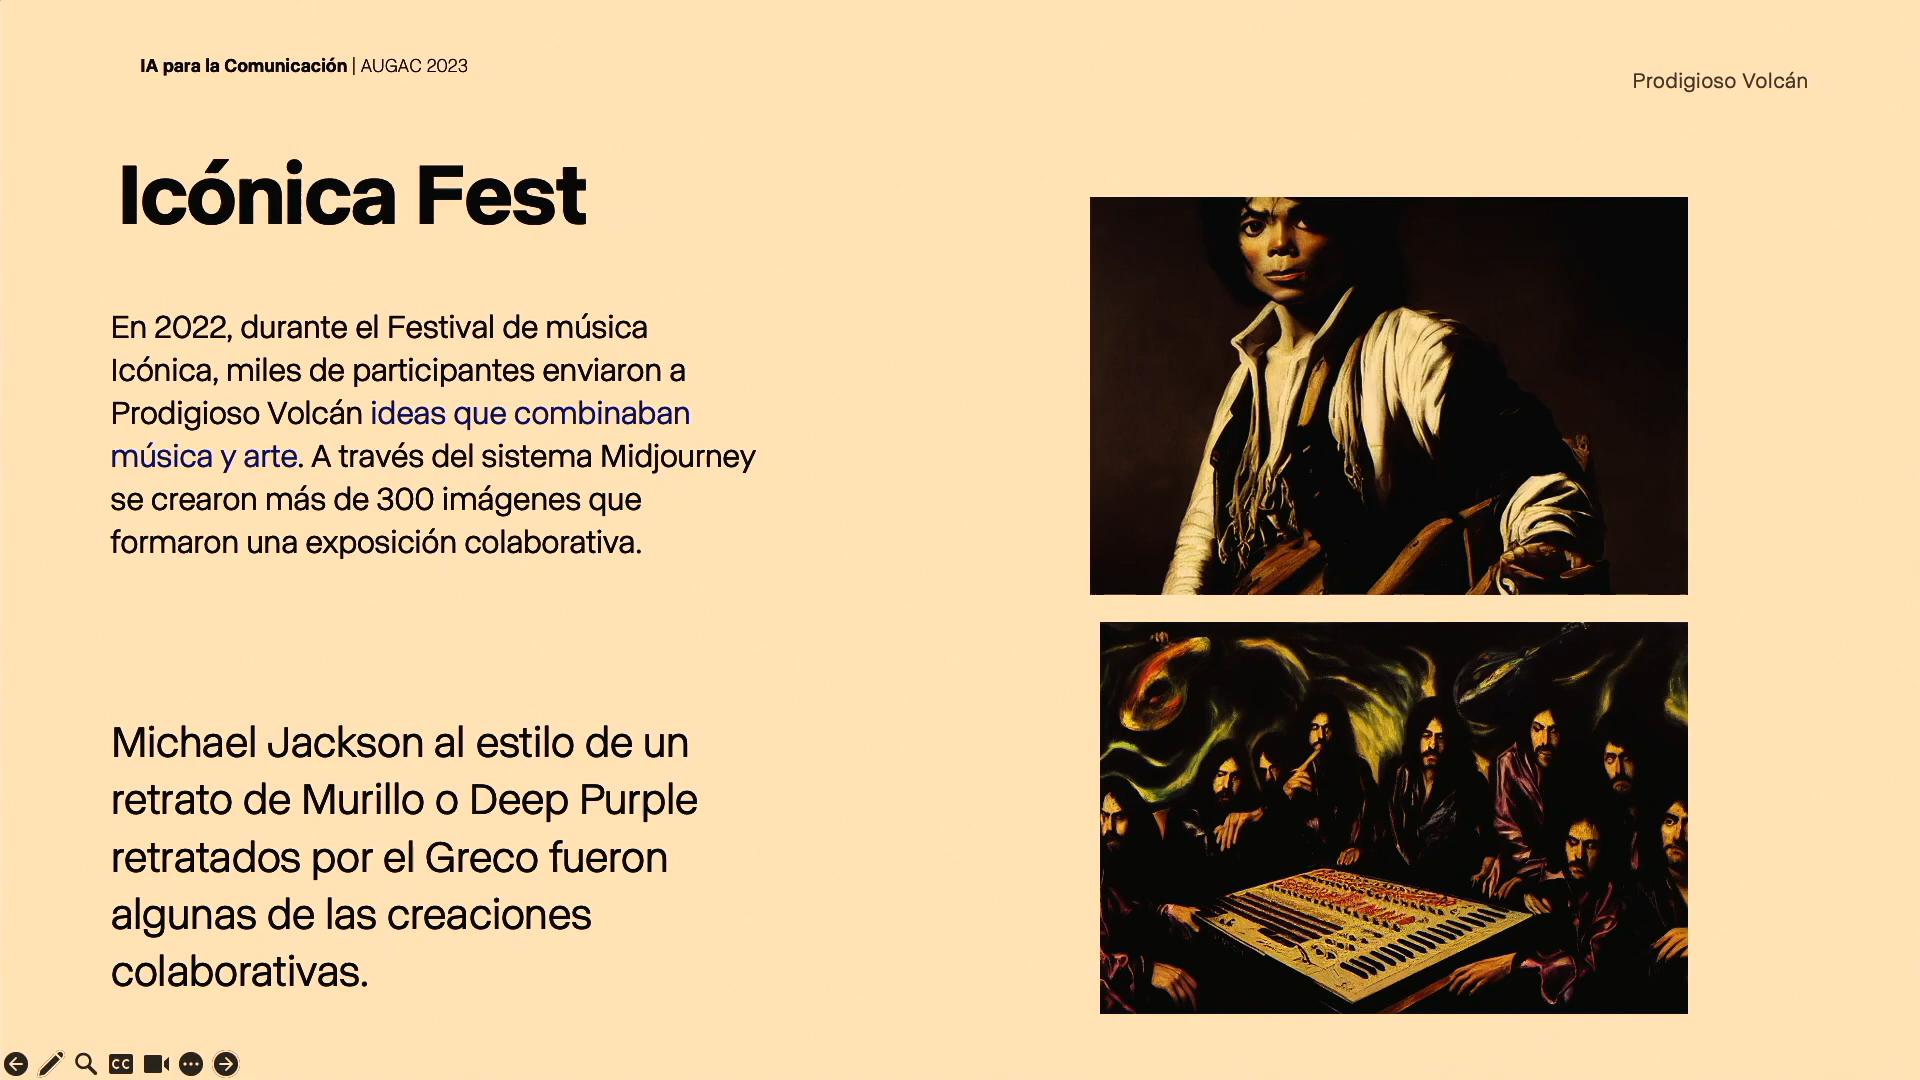 IA para la Comunicación | AUGAC 2023
Prodigioso Volcán
Icónica Fest
En 2022, durante el Festival de música
Icónica, miles de participantes enviaron a
Prodigioso Volcán ideas que combinaban
música y arte. A través del sistema Midjourney
se crearon más de 300 imágenes que
formaron una exposición colaborativa.
Michael Jackson al estilo de un
retrato de Murillo o Deep Purple
retratados por el Greco fueron
algunas de las creaciones
colaborativas.
CC